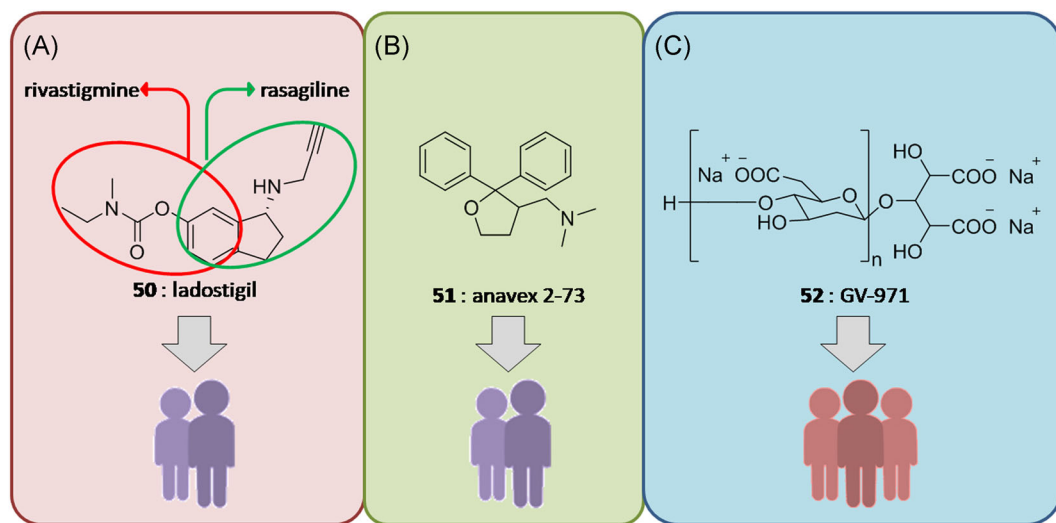 (A)
rivastigmine
rasagiline
HN
N
O
O
50 : ladostigil
(B)
O
N
51 : anavex 2-73
(C)
Na+ −OOC
H
O
O
HO
O
n
HO
COO− Na+
COO− Na+
HO
52 : GV-971